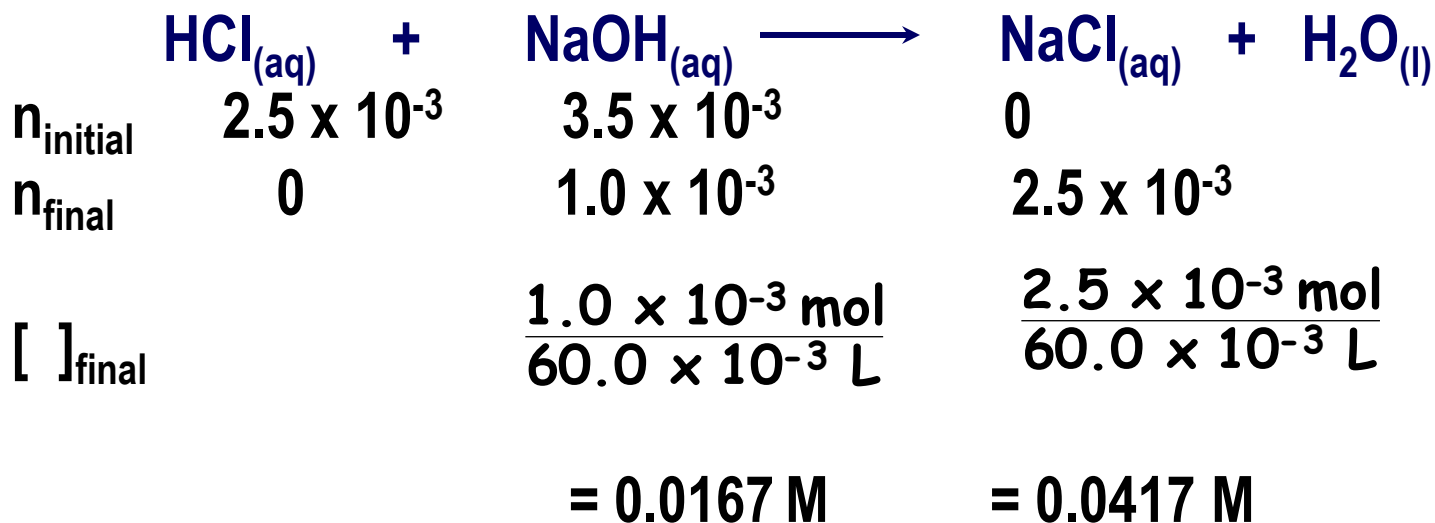 HCl(aq) + NaOH(aq) ⟶ NaCl(aq) + H₂O(l)
n initial 2.5 x 10⁻³ 3.5 x 10⁻³ 0
n final 0 1.0 x 10⁻³ 2.5 x 10⁻³
1.0 x 10⁻³ mol 2.5 x 10⁻³ mol
[ ]final
60.0 x 10⁻³ L 60.0 x 10⁻³ L
= 0.0167 M = 0.0417 M